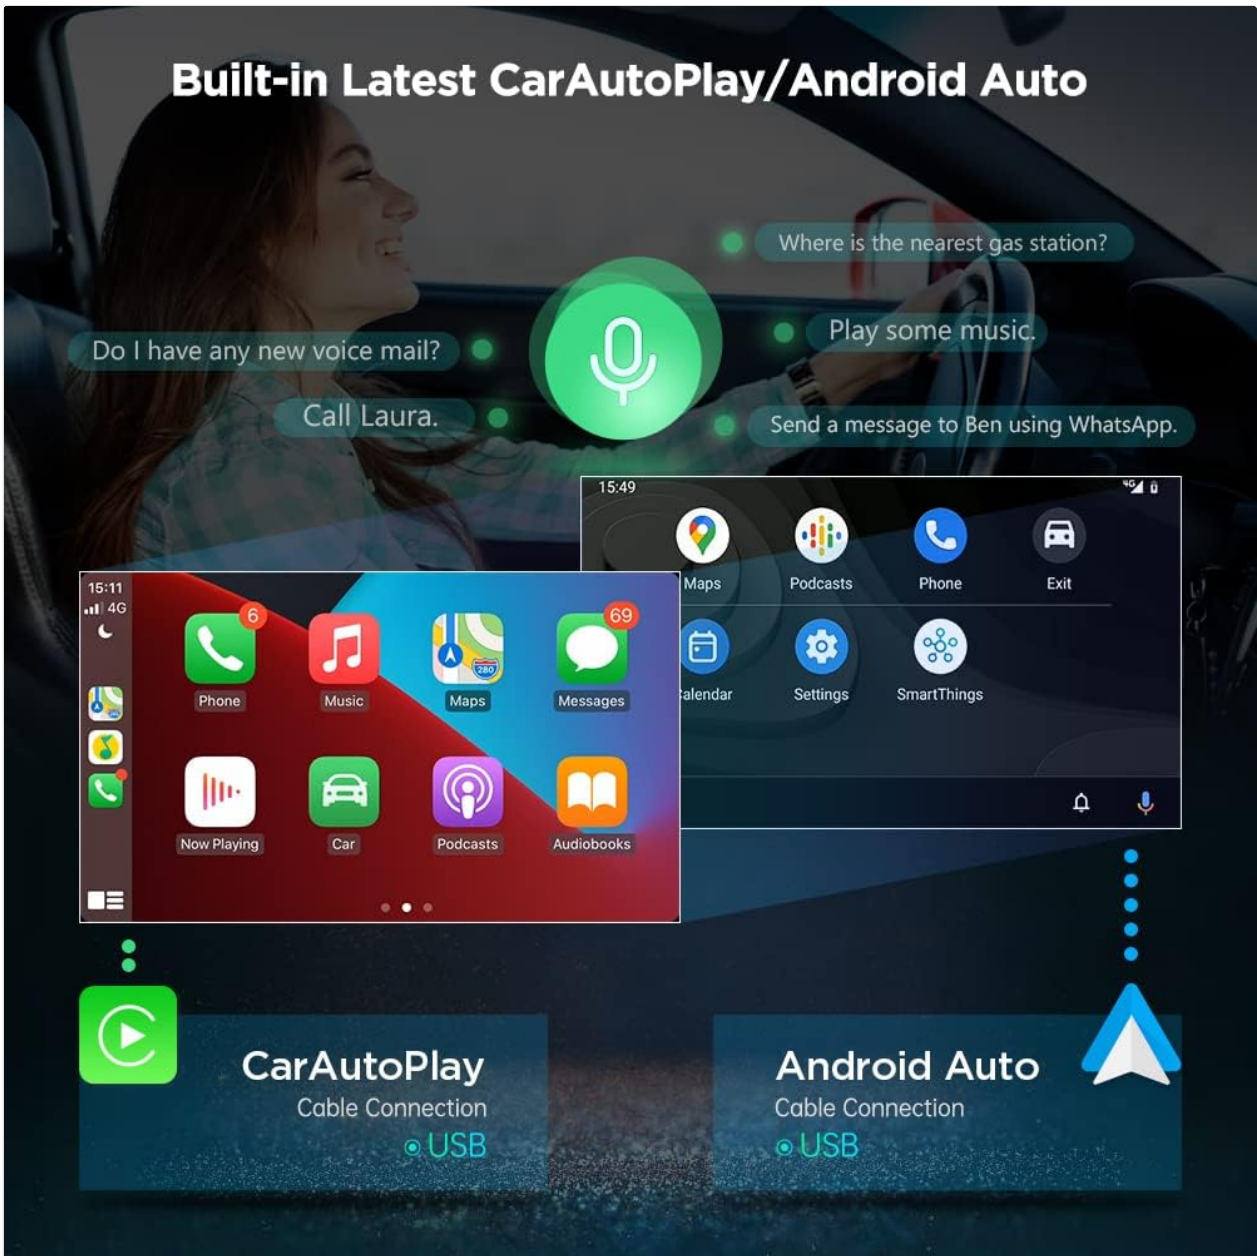 Built-in Latest CarAutoPlay/Android Auto
Where is the nearest gas station?
Play some music.
Do I have any new voice mail?
Call Laura.
Send a message to Ben using WhatsApp.
15:49
4G
Maps
Podcasts
Phone
Exit
alendar
Settings
SmartThings
15:11
4G
6
69
280
Phone
Music
Maps
Messages
Now Playing
Car
Podcasts
Audiobooks
CarAutoPlay
Cable Connection
USB
Android Auto
Cable Connection
USB